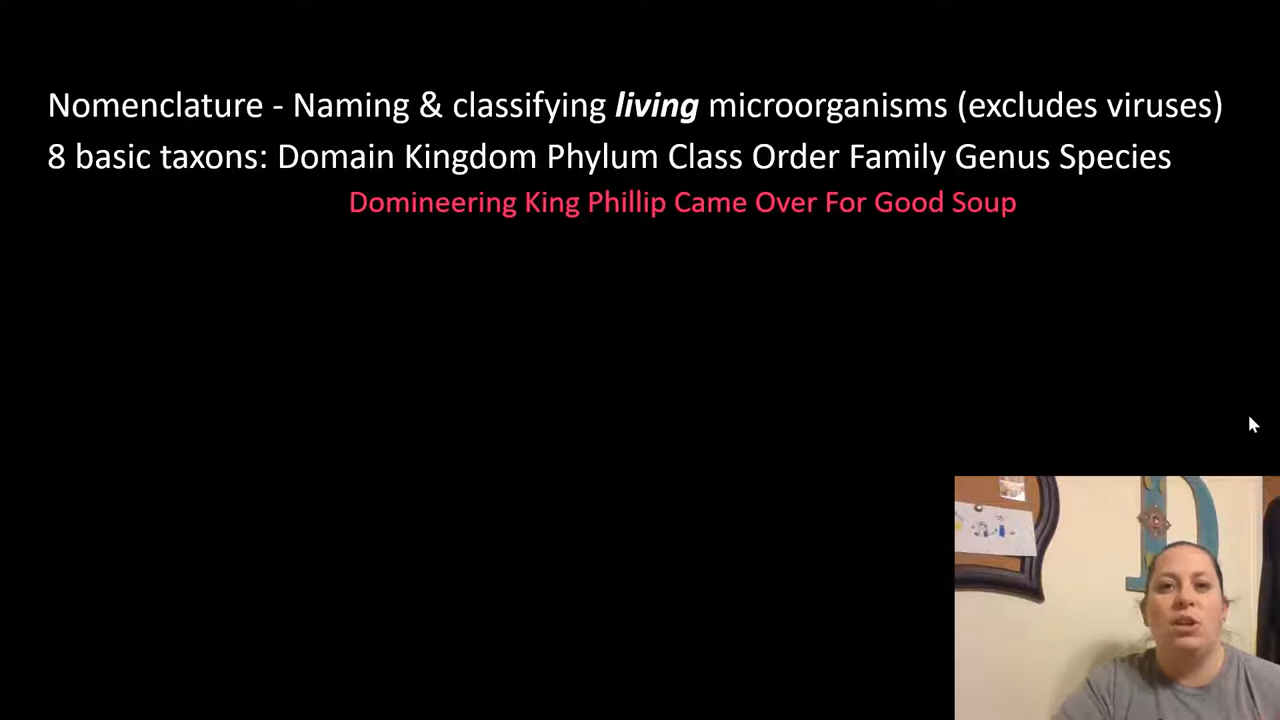 Nomenclature - Naming & classifying living microorganisms (excludes viruses)
8 basic taxons: Domain Kingdom Phylum Class Order Family Genus Species
Domineering King Phillip Came Over For Good Soup
D